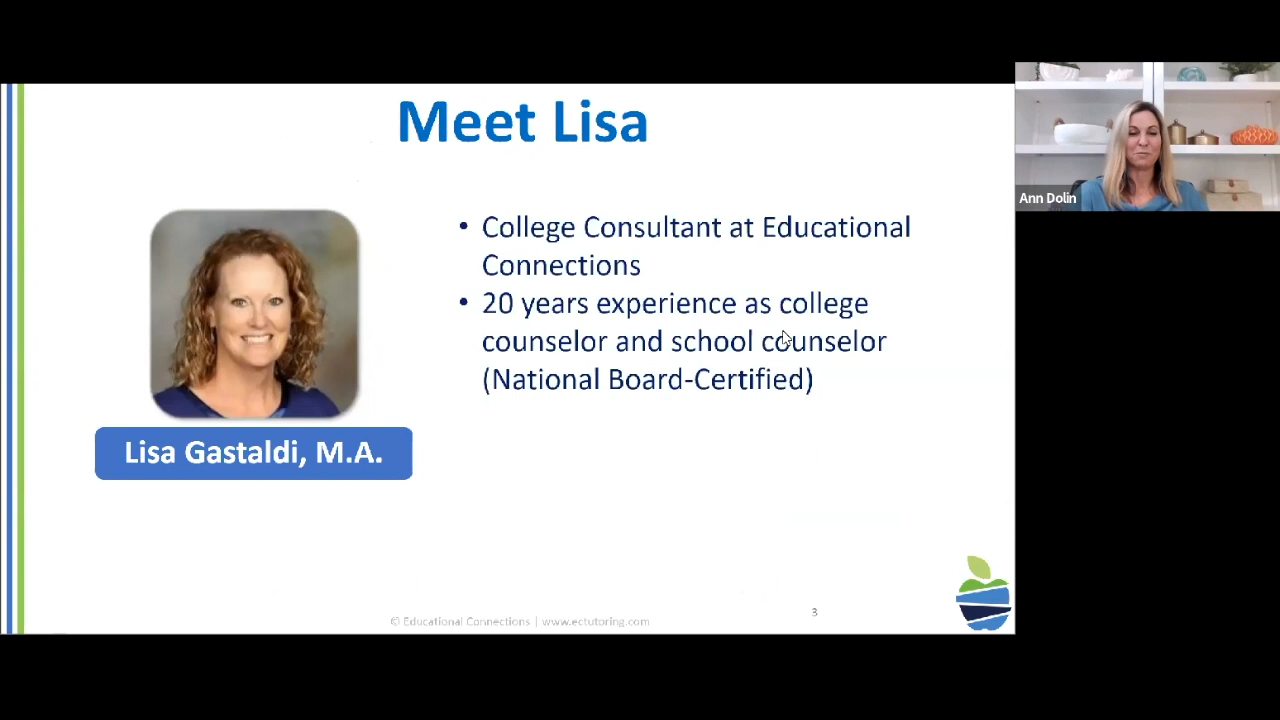 Meet Lisa
• College Consultant at Educational
Connections
• 20 years experience as college
counselor and school counselor
(National Board-Certified)
Lisa Gastaldi, M.A.
© Educational Connections | www.ectutoring.com
3
Ann Dolin